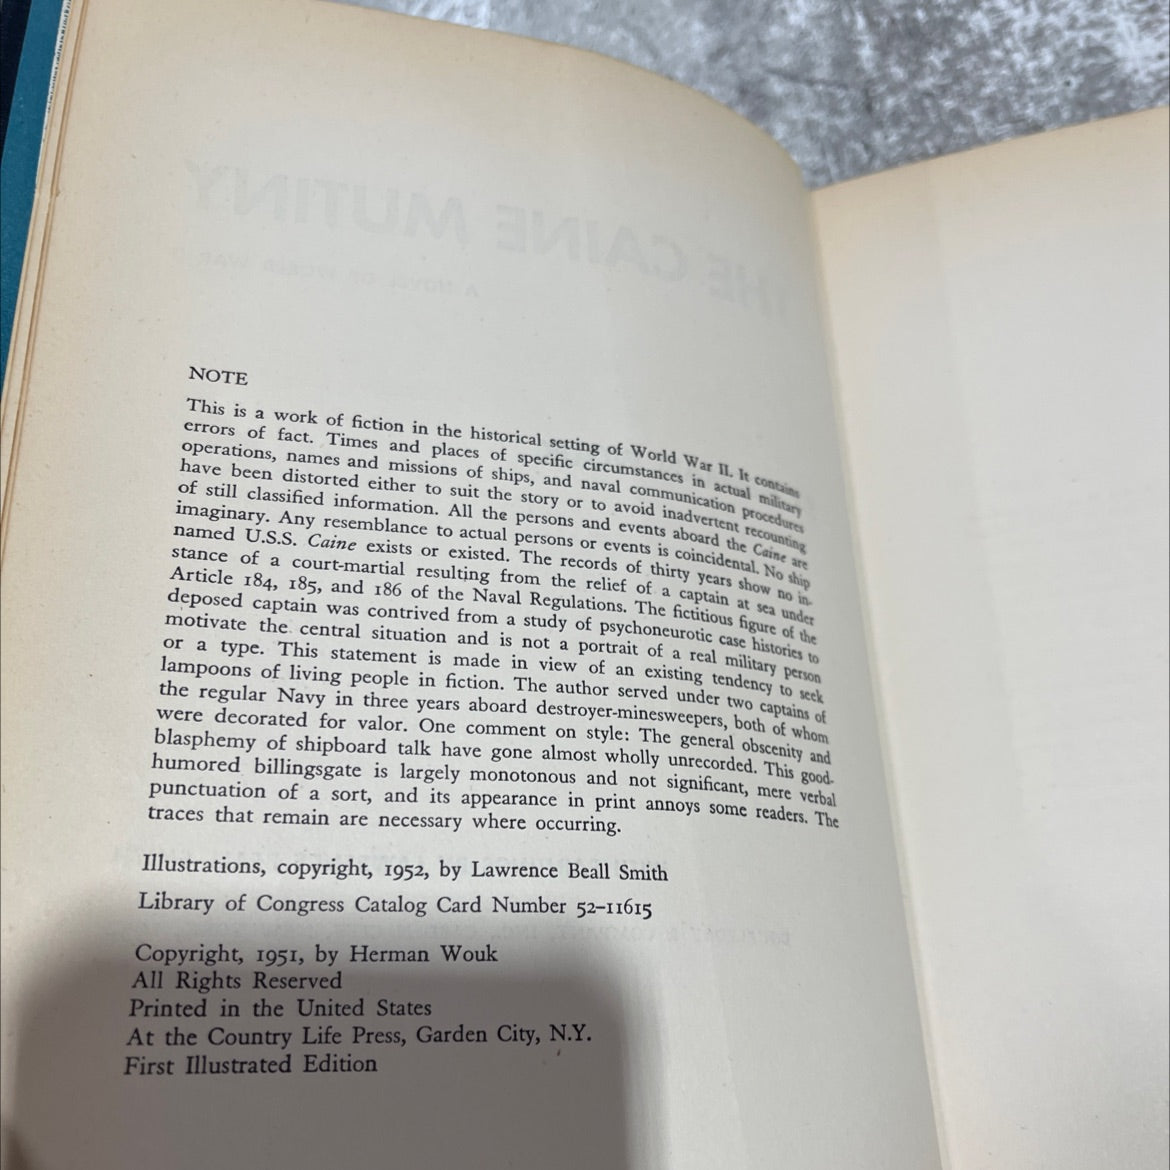 THE CAINE MUTINY
A NOVEL OF WORLD WAR
NOTE
This is a work of fiction in the historical setting of World War II. It contains
errors of fact. Times and places of specific circumstances in actual military
operations, names and missions of ships, and naval communication procedures
have been distorted either to suit the story or to avoid inadvertent recounting
of still classified information. All the persons and events aboard the Caine are
imaginary. Any resemblance to actual persons or events is coincidental. No ship
named U.S.S. Caine exists or existed. The records of thirty years show no in-
stance of a court-martial resulting from the relief of a captain at sea under
Article 184, 185, and 186 of the Naval Regulations. The fictitious figure of the
deposed captain was contrived from a study of psychoneurotic case histories to
motivate the central situation and is not a portrait of a real military person
or a type. This statement is made in view of an existing tendency to seek
lampoons of living people in fiction. The author served under two captains of
the regular Navy in three years aboard destroyer-minesweepers, both of whom
were decorated for valor. One comment on style: The general obscenity and
blasphemy of shipboard talk have gone almost wholly unrecorded. This good-
humored billingsgate is largely monotonous and not significant, mere verbal
punctuation of a sort, and its appearance in print annoys some readers. The
traces that remain are necessary where occurring.
Illustrations, copyright, 1952, by Lawrence Beall Smith
Library of Congress Catalog Card Number 52–11615
Copyright, 1951, by Herman Wouk
All Rights Reserved
Printed in the United States
At the Country Life Press, Garden City, N.Y.
First Illustrated Edition